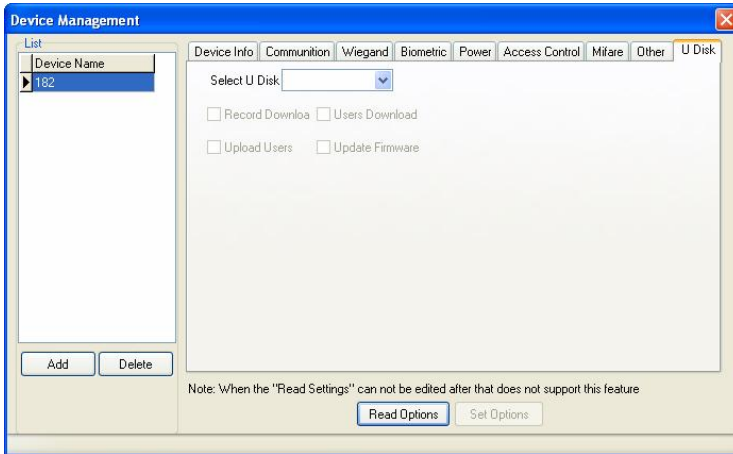 Device Management
List
Device Name
182
Add Delete
Device Info Communition Wiegand Biometric Power Access Control Mifare Other U Disk
Select U Disk
Record Downloa Users Download
Upload Users Update Firmware
Note: When the "Read Settings" can not be edited after that does not support this feature
Read Options Set Options